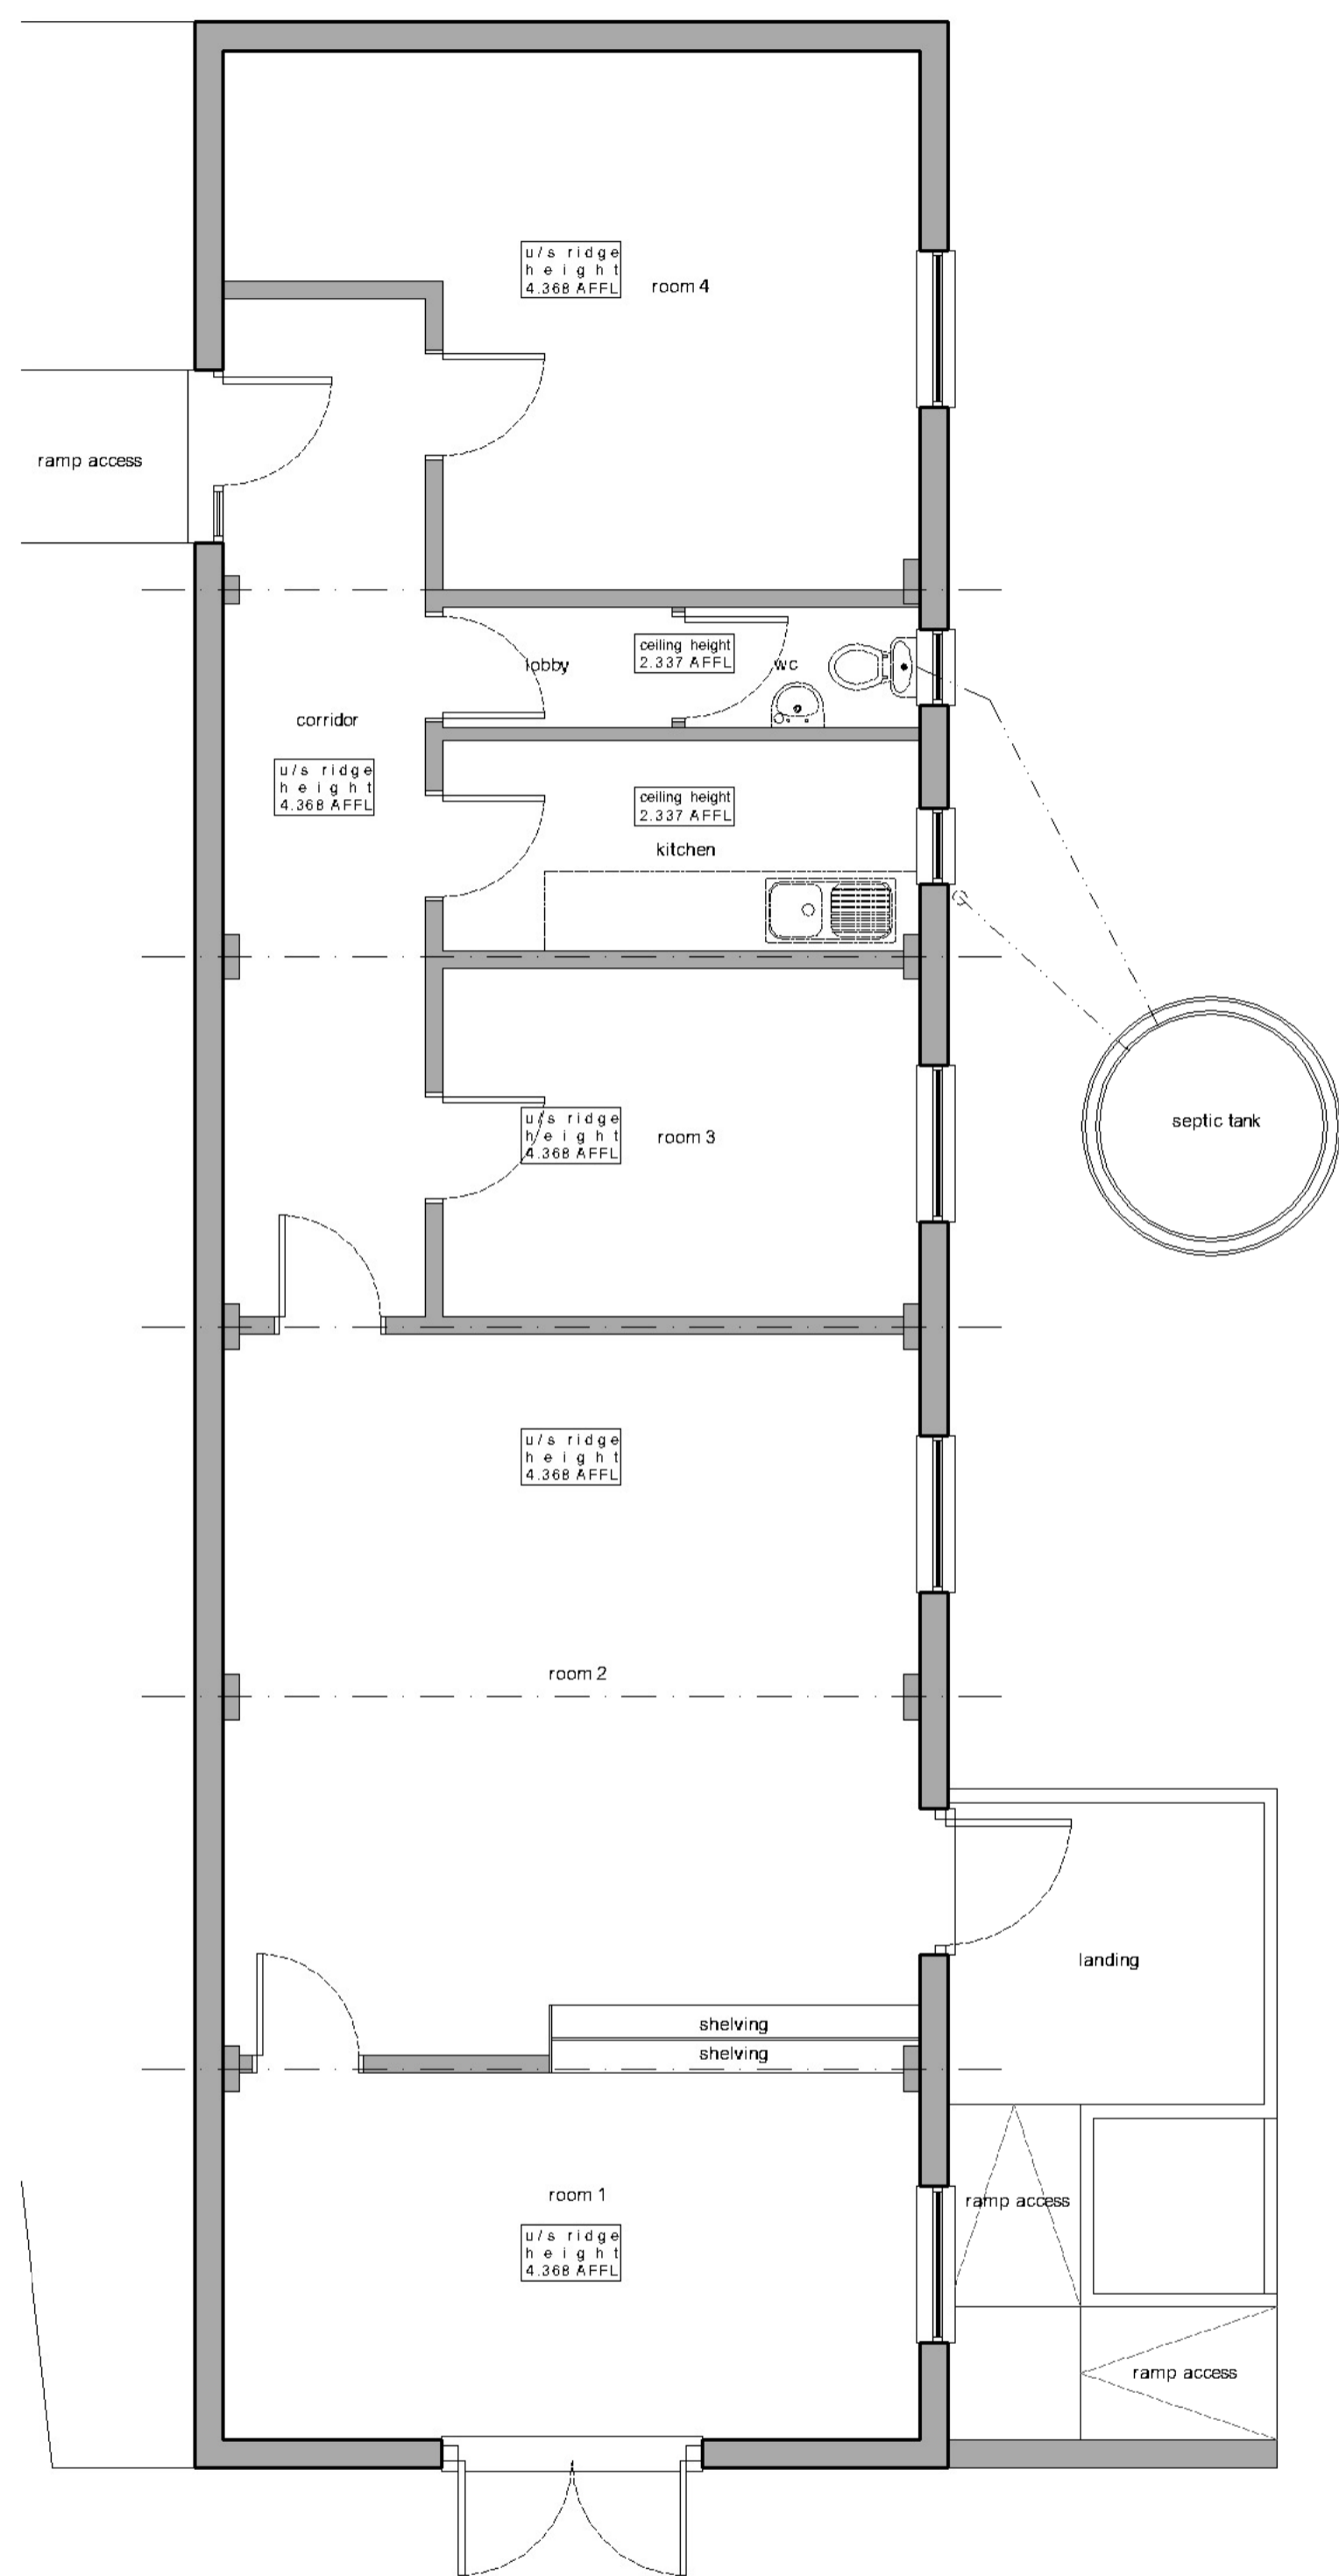 u/s ridge
height
4.368 AFFL
room 4
ramp access
lobby
ceiling height
2.337 AFFL
wc
corridor
u/s ridge
height
4.368 AFFL
ceiling height
2.337 AFFL
kitchen
u/s ridge
height
4.368 AFFL
room 3
septic tank
u/s ridge
height
4.368 AFFL
room 2
landing
shelving
shelving
room 1
ramp access
u/s ridge
height
4.368 AFFL
ramp access